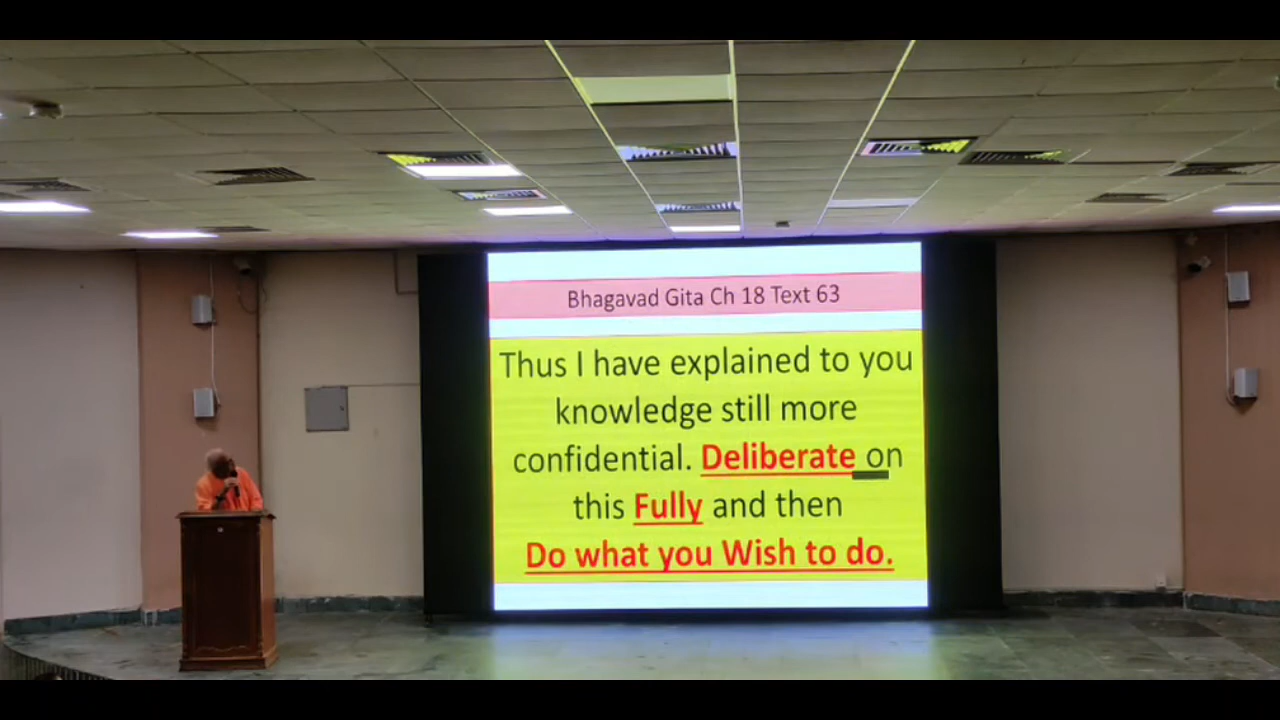 Bhagavad Gita Ch 18 Text 63
Thus I have explained to you
knowledge still more
confidential. Deliberate on
this Fully and then
Do what you Wish to do.